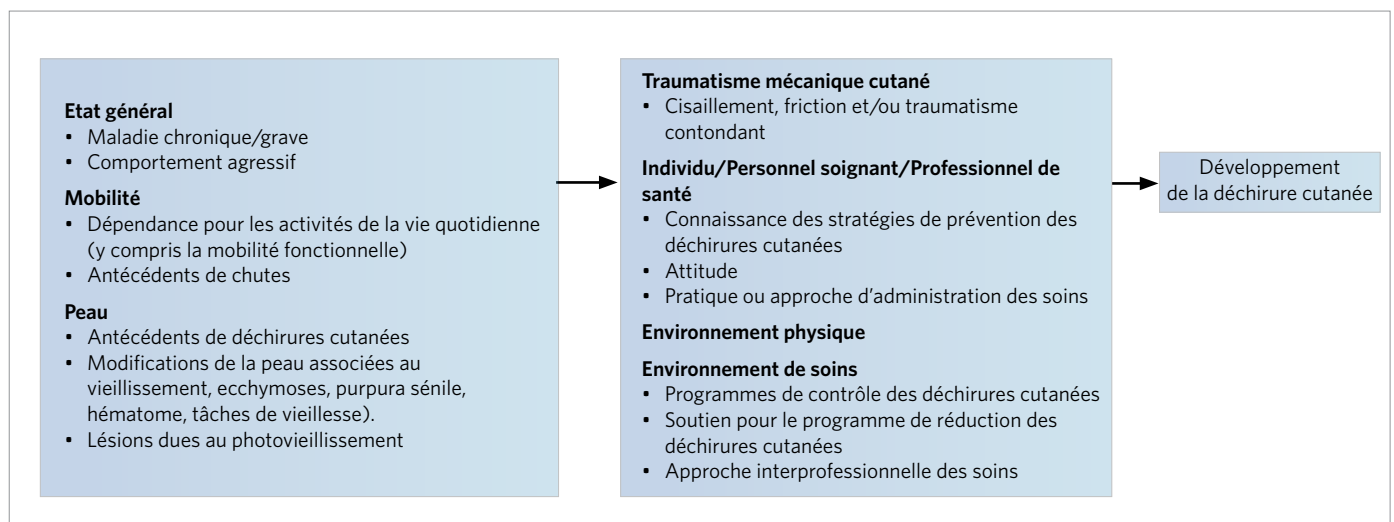 Etat général
• Maladie chronique/grave
• Comportement agressif
Mobilité
• Dépendance pour les activités de la vie quotidienne
(y compris la mobilité fonctionnelle)
• Antécédents de chutes
Peau
• Antécédents de déchirures cutanées
• Modifications de la peau associées au
vieillissement, ecchymoses, purpura sénile,
hématome, tâches de vieillesse).
• Lésions dues au photovieillissement
Traumatisme mécanique cutané
• Cisaillement, friction et/ou traumatisme
contondant
Individu/Personnel soignant/Professionnel de
santé
• Connaissance des stratégies de prévention des
déchirures cutanées
• Attitude
• Pratique ou approche d’administration des soins
Environnement physique
Environnement de soins
• Programmes de contrôle des déchirures cutanées
• Soutien pour le programme de réduction des
déchirures cutanées
• Approche interprofessionnelle des soins
Développement
de la déchirure cutanée